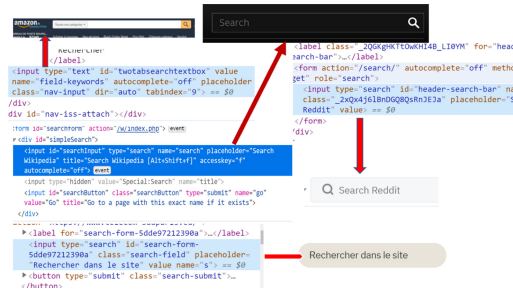 amazon
Search
Rechercher
</label>
<input type="text" id="twotabsearchtextbox" value
name="field-keywords" autocomplete="off" placeholder
class="nav-input" dir="auto" tabindex="9"> == $0
/div>
div id="nav-iss-attach"></div>
<label class="_2QGKgHKTtOwKHI4B_LI0YM" for="head
earch-bar">…</label>
<form action="/search/" autocomplete="off" metho
get" role="search">
<input type="search" id="header-search-bar" na
class="_2xQx4j6lBnDGQ8QsRnJEJa" placeholder="S
Reddit" value> == $0
</form>
/div>
<form id="searchform" action="/w/index.php"> event
<div id="simpleSearch">
<input id="searchInput" type="search" name="search" placeholder="Search
Wikipedia" title="Search Wikipedia [Alt+Shift+f]" accesskey="f"
autocomplete="off"> event
<input type="hidden" value="Special:Search" name="title">
<input id="searchButton" class="searchButton" type="submit" name="go"
value="Go" title="Go to a page with this exact name if it exists">
</div>
Search Reddit
<label for="search-form-5dde97212390a">…</label>
<input type="search" id="search-form-
5dde97212390a" class="search-field" placeholder=
"Rechercher dans le site" value name="s"> == $0
<button type="submit" class="search-submit">…
</button>
Rechercher dans le site